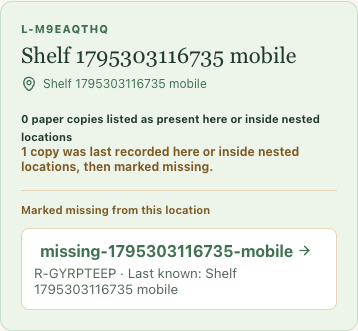 L-M9EAQTHQ
Shelf 1795303116735 mobile
Shelf 1795303116735 mobile
0 paper copies listed as present here or inside nested
locations
1 copy was last recorded here or inside nested
locations, then marked missing.
Marked missing from this location
missing-1795303116735-mobile →
R-GYRPTEEP · Last known: Shelf
1795303116735 mobile